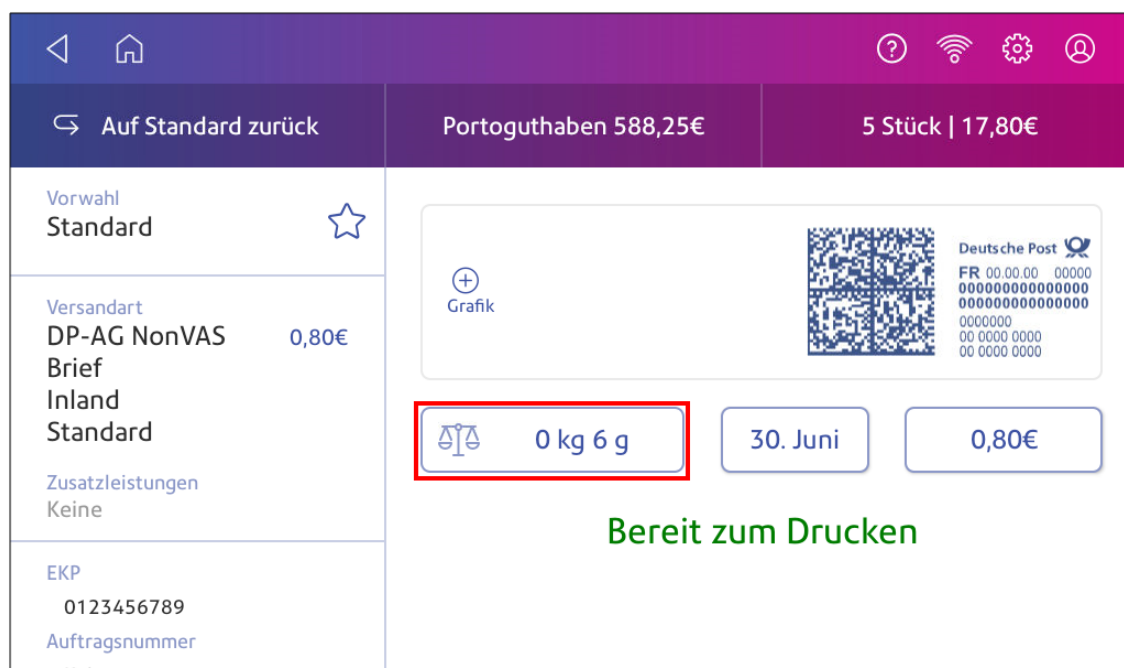 Auf Standard zurück
Portoguthaben 588,25€
5 Stück | 17,80€
Vorwahl
Standard
Versandart
DP-AG NonVAS 0,80€
Brief
Inland
Standard
Zusatzleistungen
Keine
EKP
0123456789
Auftragsnummer
Grafik
Deutsche Post
FR 00.00.00 00000
000000000000000
000000000000000
0000000
00 0000 0000
00 0000 0000
0 kg 6 g
30. Juni
0,80€
Bereit zum Drucken